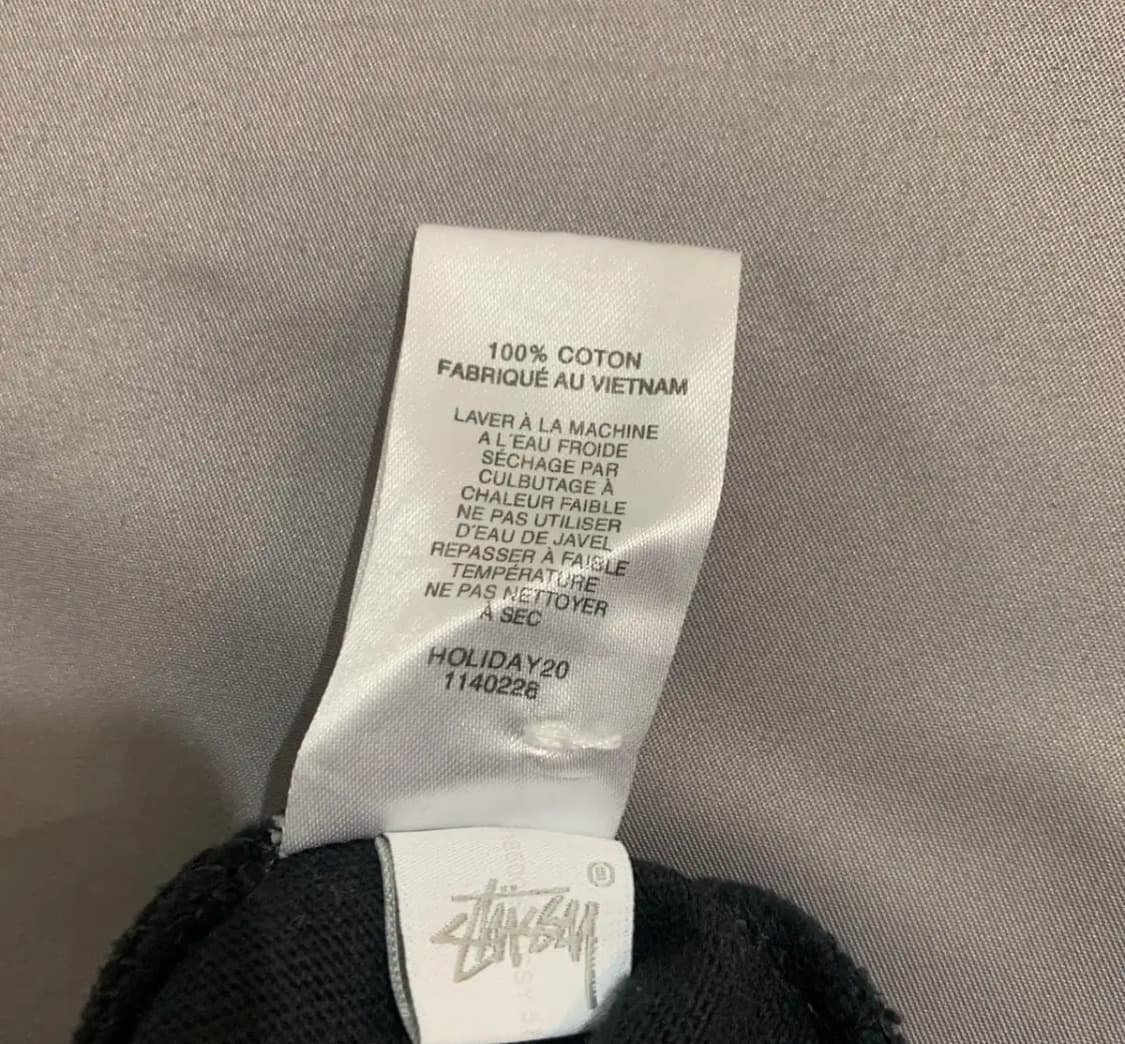 100% COTON
FABRIQUÉ AU VIETNAM
LAVER À LA MACHINE
A L'EAU FROIDE
SÉCHAGE PAR
CULBUTAGE À
CHALEUR FAIBLE
NE PAS UTILISER
D'EAU DE JAVEL
REPASSER À FAIBLE
TEMPÉRATURE
NE PAS NETTOYER
À SEC
HOLIDAY20
1140228
STÜSSY